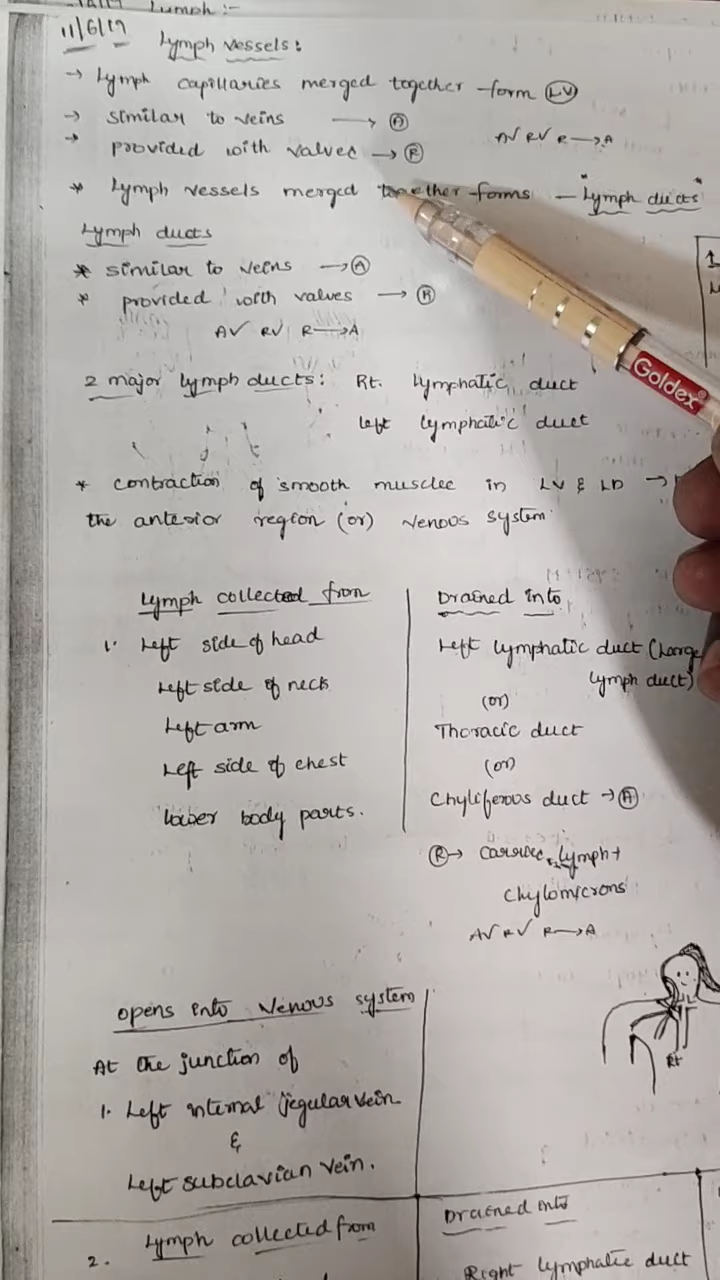 Lymph :-
11/6/19 Lymph vessels:
→ Lymph capillaries merged together form LV
→ similar to veins → A
→ provided with valves → R
AV RV R → A
* Lymph vessels merged together forms - "Lymph ducts"
Lymph ducts
* similar to veins → A
* provided with valves → R
AV RV R → A
2 major lymph ducts: Rt. lymphatic duct
left lymphatic duct
* contraction of smooth muscle in LV & LD →
the anterior region (or) venous system
Lymph collected from
1. Left side of head
Left side of neck
Left arm
Left side of chest
lower body parts.
Drained into
Left lymphatic duct (Large
lymph duct)
(or)
Thoracic duct
(or)
Chyliferous duct → A
R → carries lymph +
chylomicrons
AV RV R → A
opens into venous system
At the junction of
1. Left internal jegular vein
&
Left subclavian vein.
Rt
2. Lymph collected from
Drained into
Right lymphatic duct
Goldex®